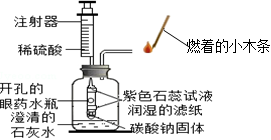 注射器
稀硫酸
燃着的小木条
开孔的
眼药水瓶
澄清的
石灰水
紫色石蕊试液
润湿的滤纸
碳酸钠固体